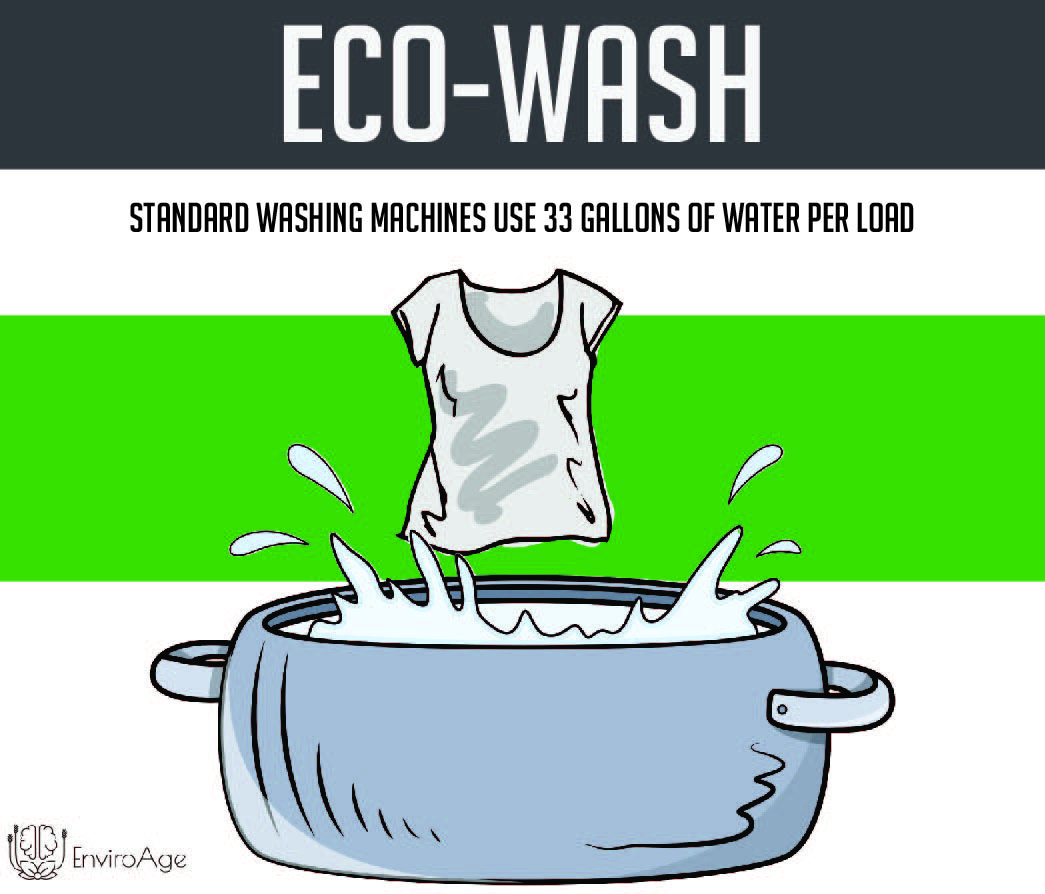 ECO-WASH
STANDARD WASHING MACHINES USE 33 GALLONS OF WATER PER LOAD
EnviroAge